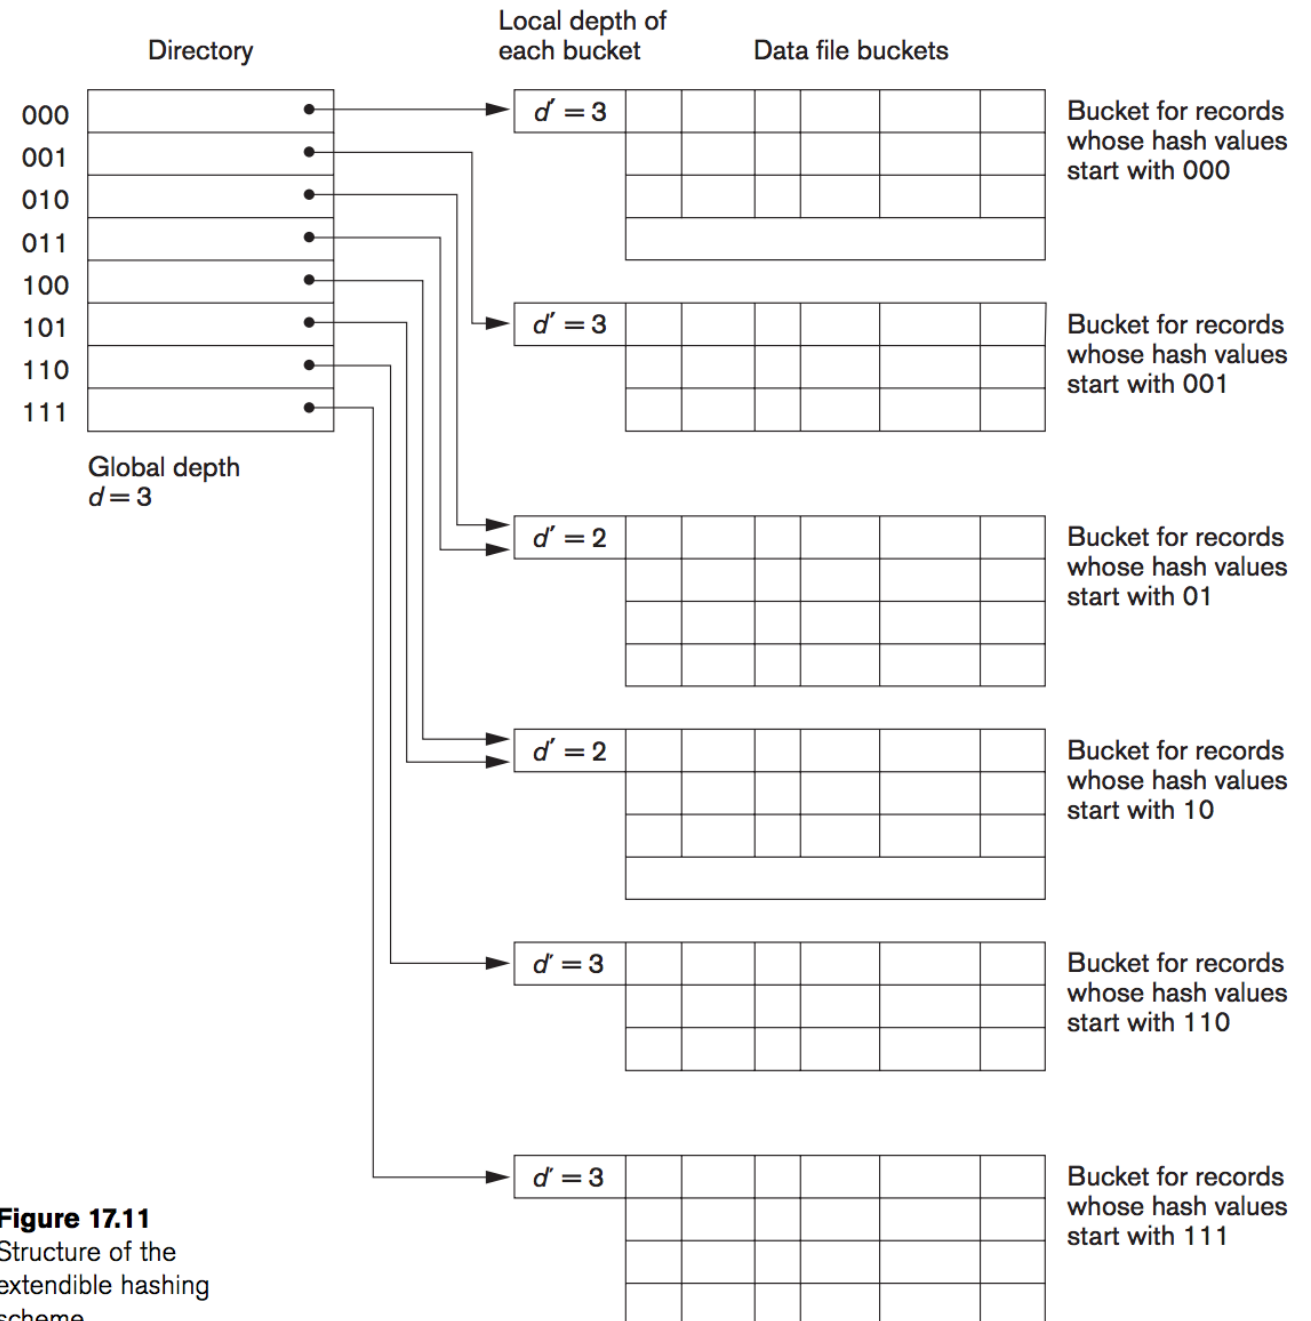 Directory
Local depth of
each bucket
Data file buckets
000
001
010
011
100
101
110
111
Global depth
d = 3
d′ = 3
Bucket for records
whose hash values
start with 000
d′ = 3
Bucket for records
whose hash values
start with 001
d′ = 2
Bucket for records
whose hash values
start with 01
d′ = 2
Bucket for records
whose hash values
start with 10
d′ = 3
Bucket for records
whose hash values
start with 110
d′ = 3
Bucket for records
whose hash values
start with 111
Figure 17.11
Structure of the
extendible hashing
scheme